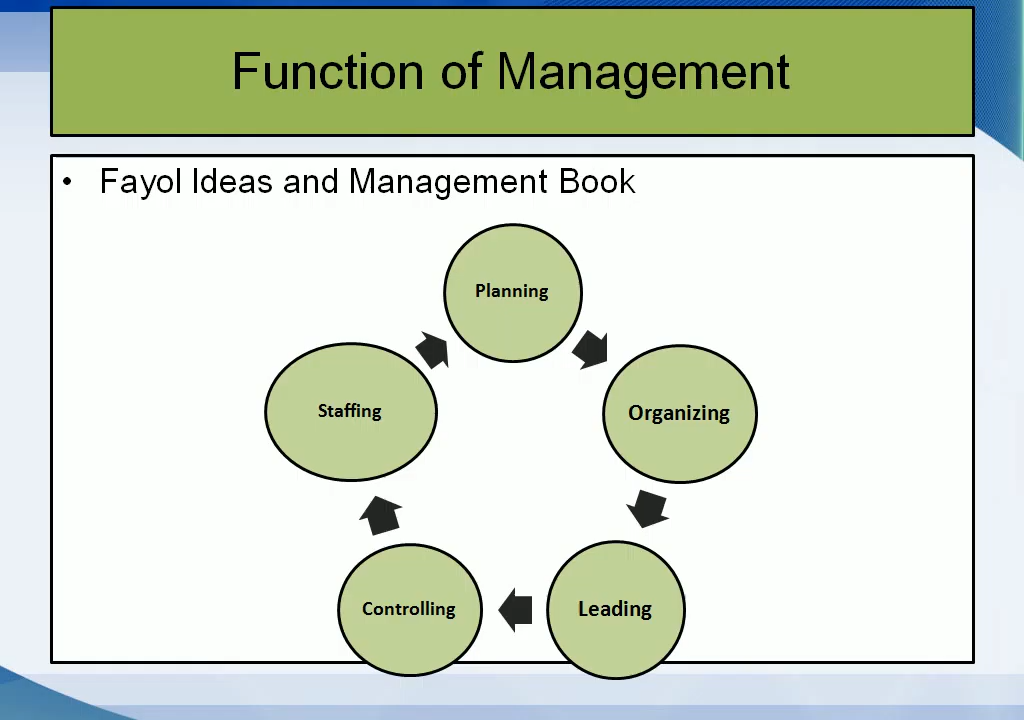 Function of Management
• Fayol Ideas and Management Book
Planning
Organizing
Leading
Controlling
Staffing